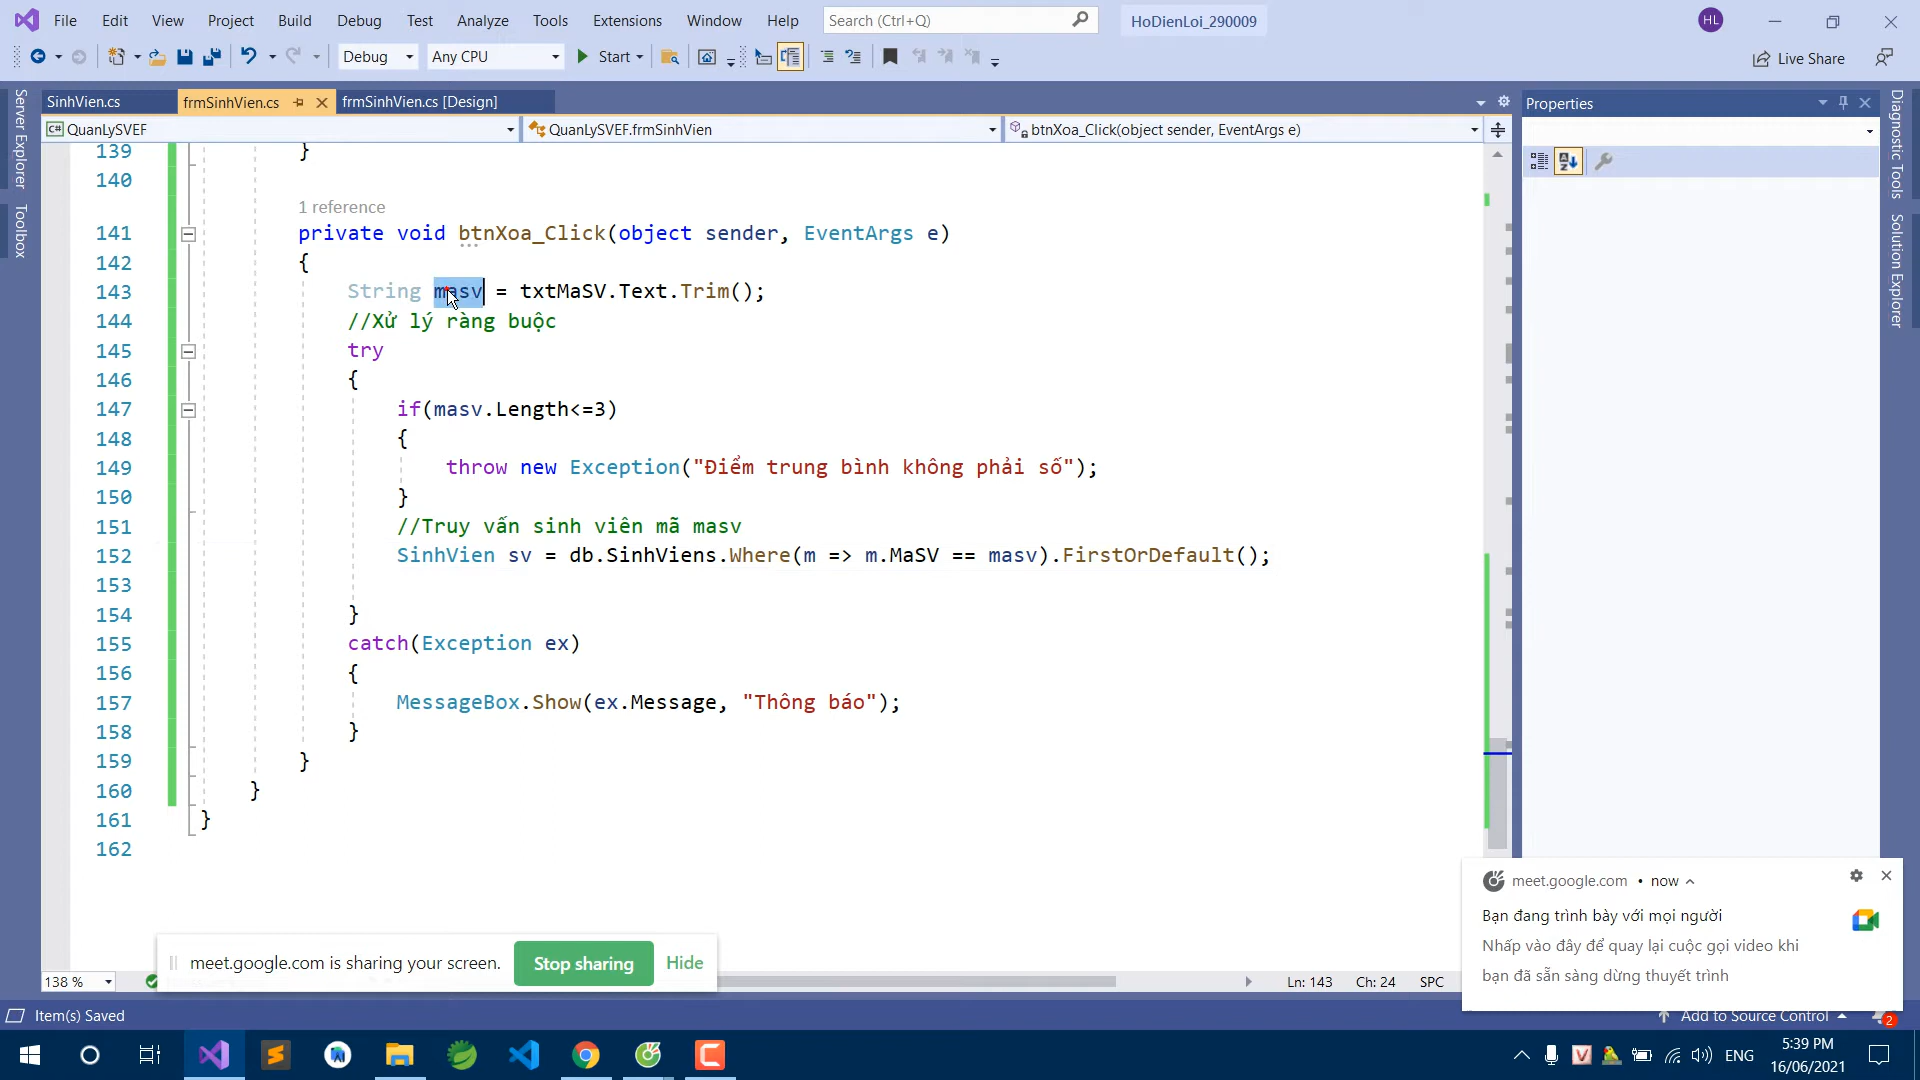 File Edit View Project Build Debug Test Analyze Tools Extensions Window Help Search (Ctrl+Q) HoDienLoi_290009 HL
Debug Any CPU Start Live Share
SinhVien.cs frmSinhVien.cs frmSinhVien.cs [Design]
QuanLySVEF QuanLySVEF.frmSinhVien btnXoa_Click(object sender, EventArgs e)
Server Explorer
Toolbox
139 }
140
1 reference
141 private void btnXoa_Click(object sender, EventArgs e)
142 {
143 String masv = txtMaSV.Text.Trim();
144 //Xử lý ràng buộc
145 try
146 {
147 if(masv.Length<=3)
148 {
149 throw new Exception("Điểm trung bình không phải số");
150 }
151 //Truy vấn sinh viên mã masv
152 SinhVien sv = db.SinhViens.Where(m => m.MaSV == masv).FirstOrDefault();
153
154 }
155 catch(Exception ex)
156 {
157 MessageBox.Show(ex.Message, "Thông báo");
158 }
159 }
160 }
161 }
162
Properties
Diagnostic Tools
Solution Explorer
meet.google.com • now
Bạn đang trình bày với mọi người
Nhấp vào đây để quay lại cuộc gọi video khi
bạn đã sẵn sàng dừng thuyết trình
meet.google.com is sharing your screen. Stop sharing Hide
138 % Ln: 143 Ch: 24 SPC
Item(s) Saved Add to Source Control 2
ENG 5:39 PM
16/06/2021